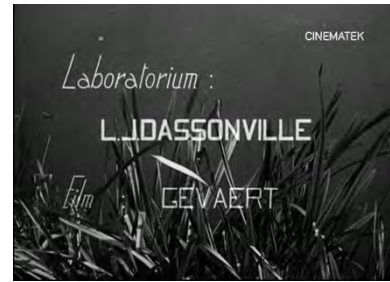 CINEMATEK
Laboratorium :
L.J.DASSONVILLE
Film : GEVAERT